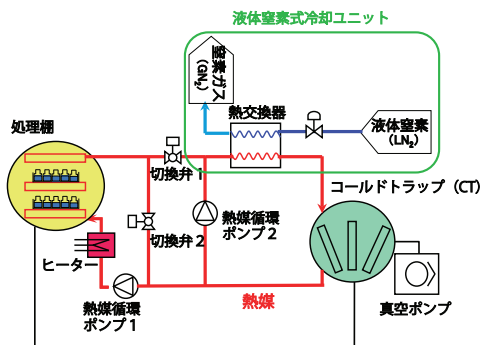 液体窒素式冷却ユニット
窒素ガス
（GN2）
熱交換器
液体窒素
（LN2）
処理棚
切換弁 1
コールドトラップ（CT)
熱媒循環
ポンプ 2
切換弁 2
ヒーター
熱媒
真空ポンプ
熱媒循環
ポンプ 1